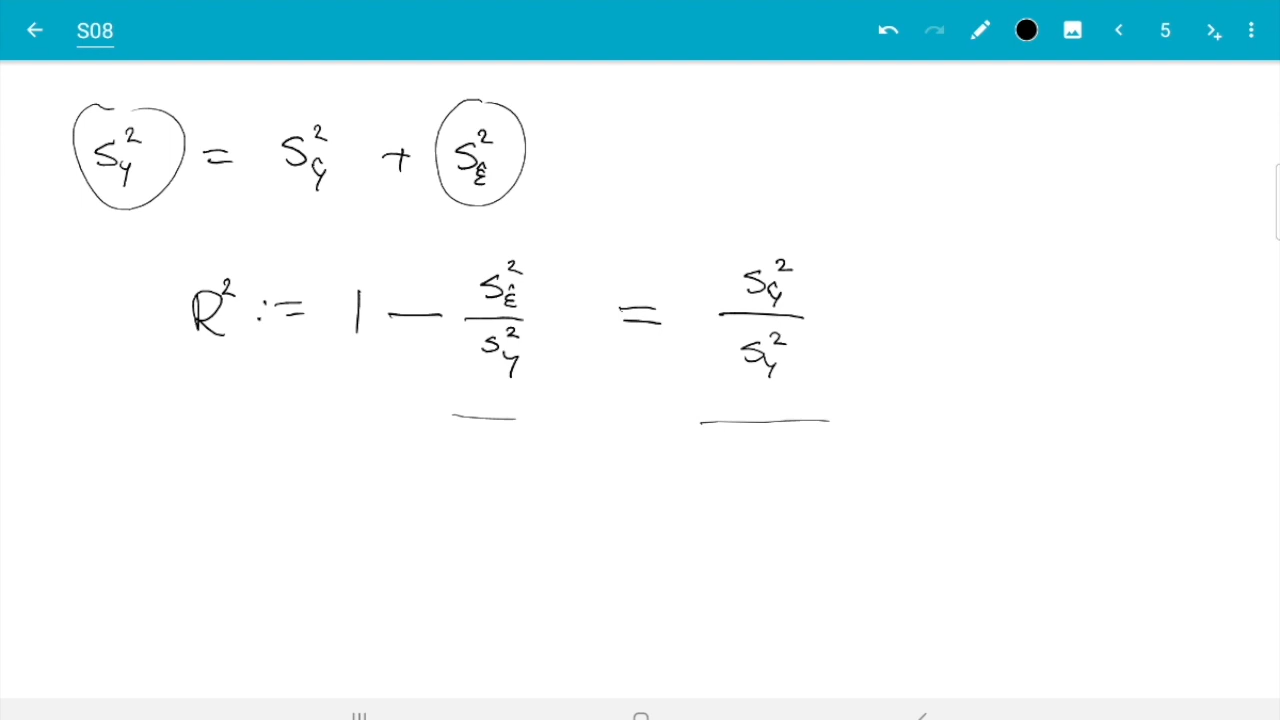 S08
5
S_y^2 = S_ŷ^2 + S_ε̂^2
R^2 := 1 − S_ε̂^2 / S_y^2 = S_ŷ^2 / S_y^2